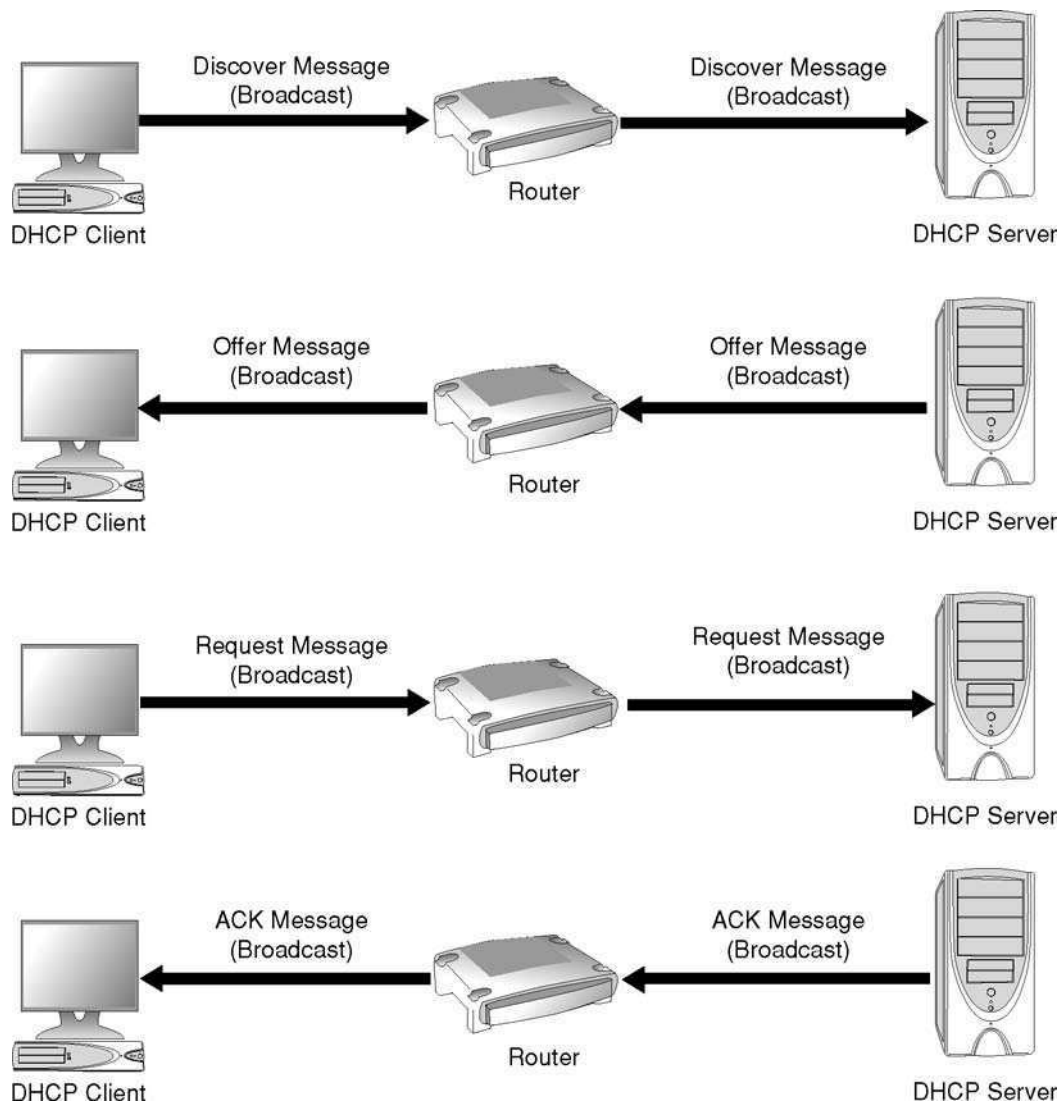 Discover Message
(Broadcast)
Discover Message
(Broadcast)
Router
DHCP Client
DHCP Server
Offer Message
(Broadcast)
Offer Message
(Broadcast)
Router
DHCP Client
DHCP Server
Request Message
(Broadcast)
Request Message
(Broadcast)
Router
DHCP Client
DHCP Server
ACK Message
(Broadcast)
ACK Message
(Broadcast)
Router
DHCP Client
DHCP Server